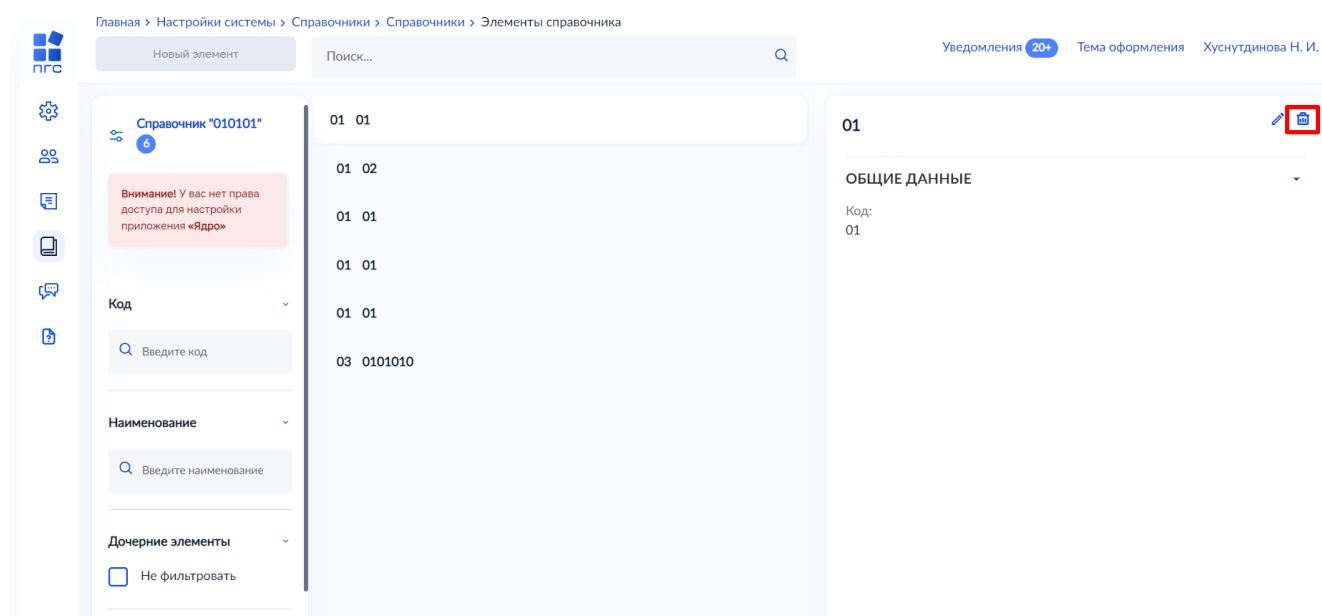 Главная > Настройки системы > Справочники > Справочники > Элементы справочника
Новый элемент
Поиск...
Уведомления 20+ Тема оформления Хуснутдинова Н. И.
ПГС
Справочник "010101"
6
Внимание! У вас нет права
доступа для настройки
приложения «Ядро»
Код
Введите код
Наименование
Введите наименование
Дочерние элементы
Не фильтровать
01 01
01 02
01 01
01 01
01 01
03 0101010
01
ОБЩИЕ ДАННЫЕ
Код:
01